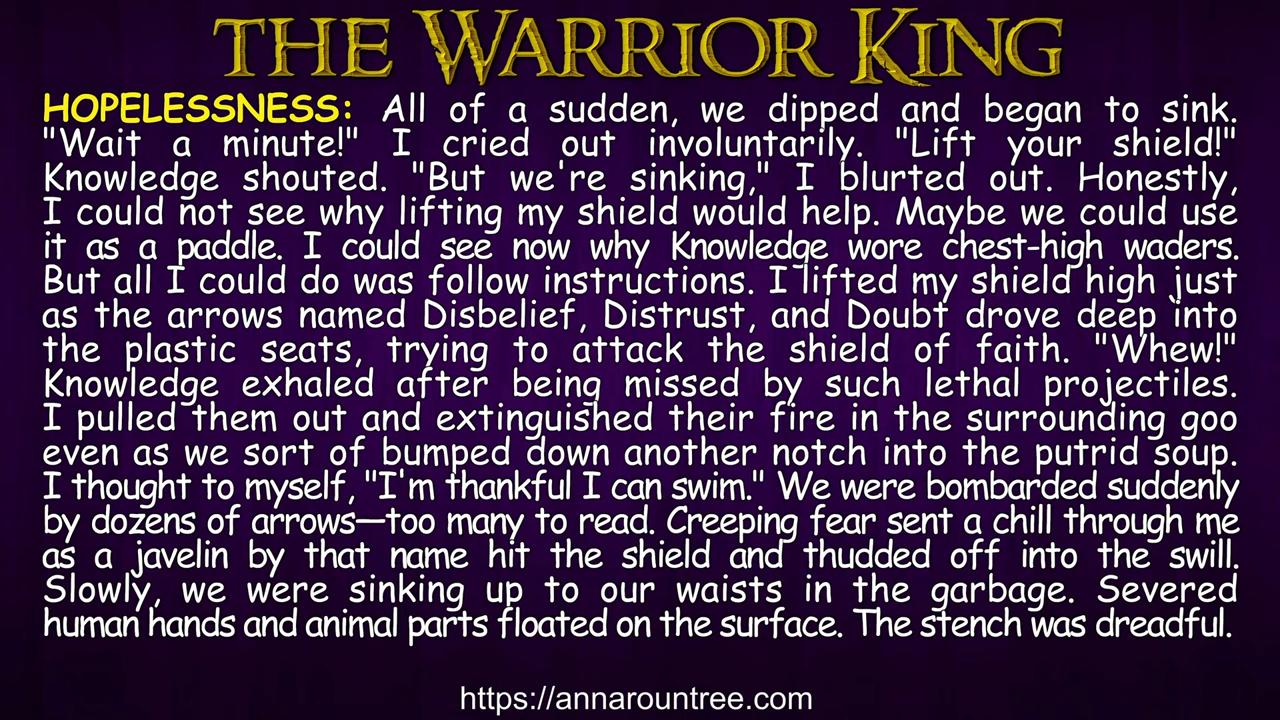 THE WARRIOR KING
HOPELESSNESS: All of a sudden, we dipped and began to sink.
"Wait a minute!" I cried out involuntarily. "Lift your shield!"
Knowledge shouted. "But we're sinking," I blurted out. Honestly,
I could not see why lifting my shield would help. Maybe we could use
it as a paddle. I could see now why Knowledge wore chest-high waders.
But all I could do was follow instructions. I lifted my shield high just
as the arrows named Disbelief, Distrust, and Doubt drove deep into
the plastic seats, trying to attack the shield of faith. "Whew!"
Knowledge exhaled after being missed by such lethal projectiles.
I pulled them out and extinguished their fire in the surrounding goo
even as we sort of bumped down another notch into the putrid soup.
I thought to myself, "I'm thankful I can swim." We were bombarded suddenly
by dozens of arrows—too many to read. Creeping fear sent a chill through me
as a javelin by that name hit the shield and thudded off into the swill.
Slowly, we were sinking up to our waists in the garbage. Severed
human hands and animal parts floated on the surface. The stench was dreadful.
https://annarountree.com